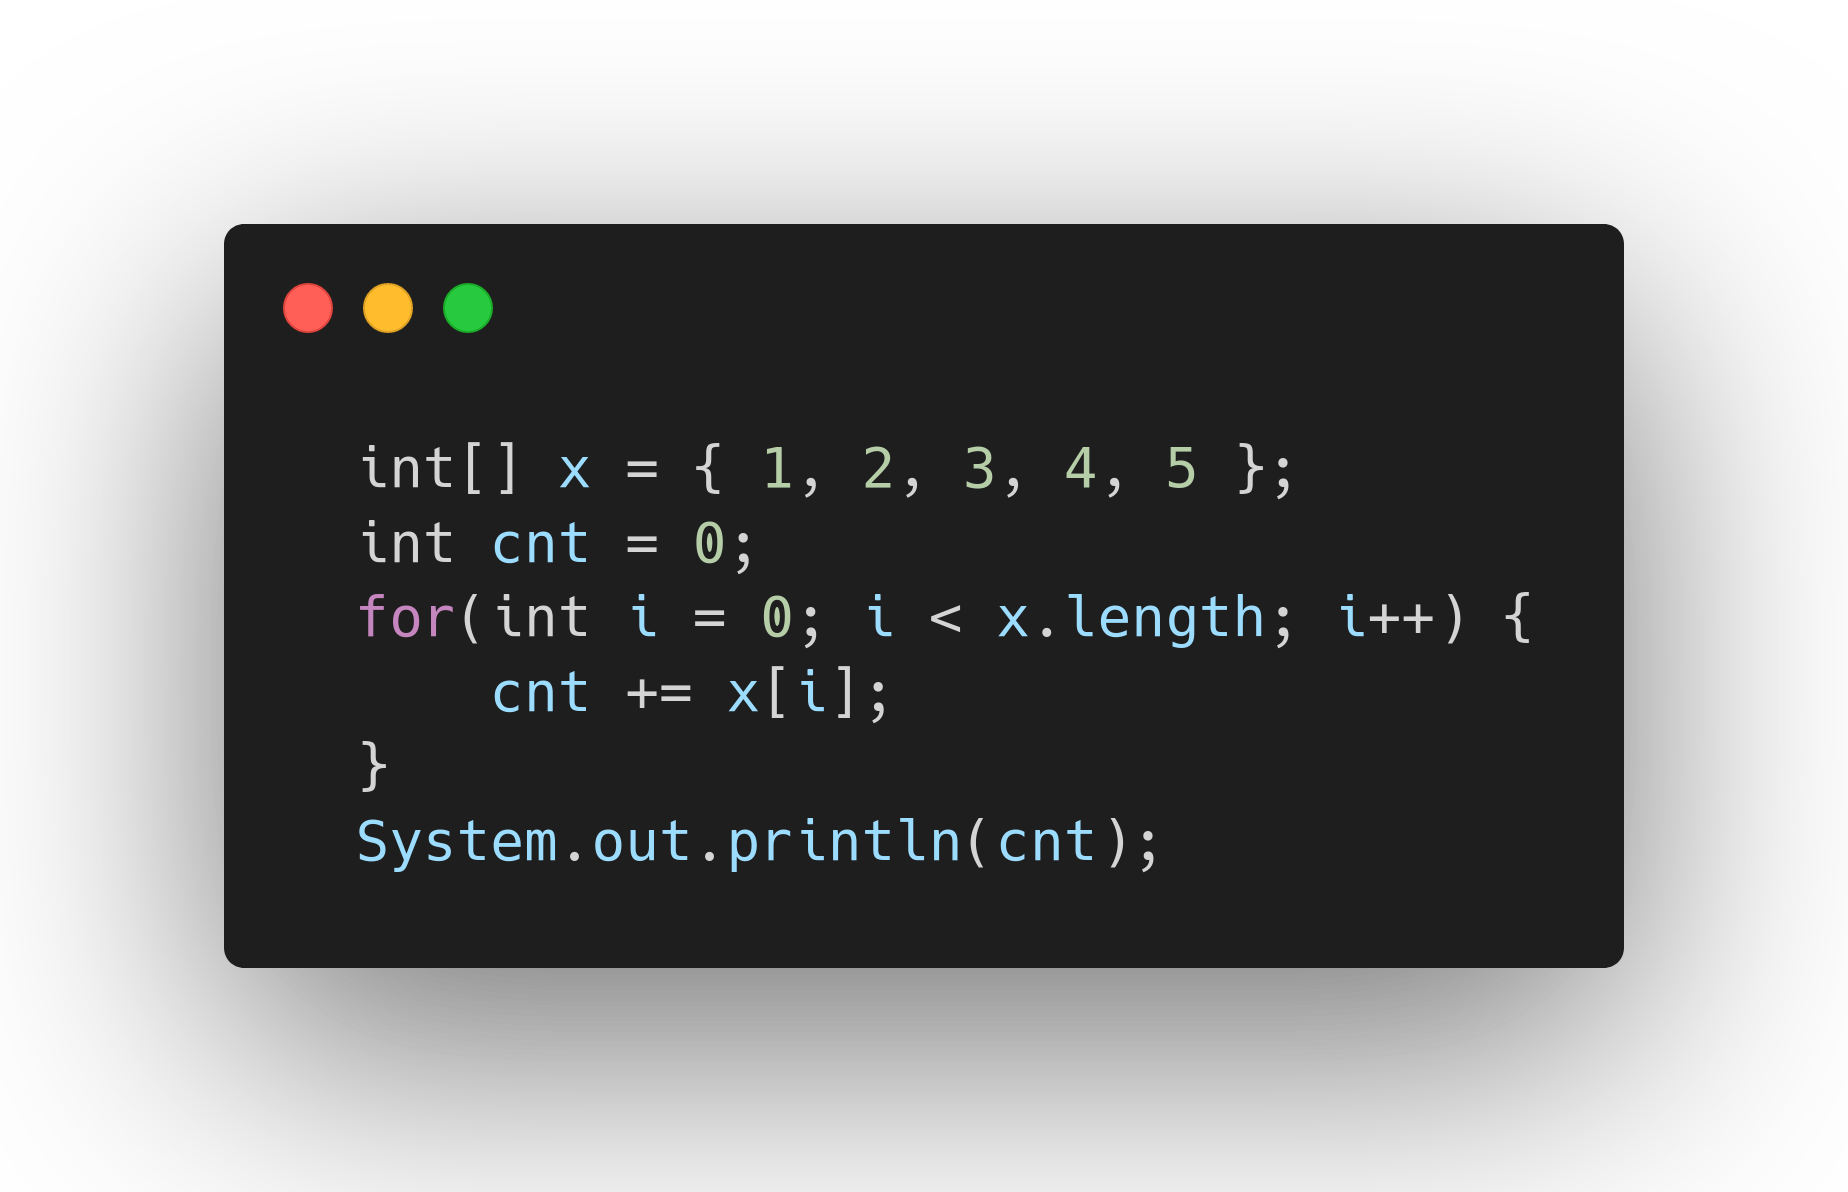 int[] x = { 1, 2, 3, 4, 5 };
int cnt = 0;
for(int i = 0; i < x.length; i++) {
    cnt += x[i];
}
System.out.println(cnt);